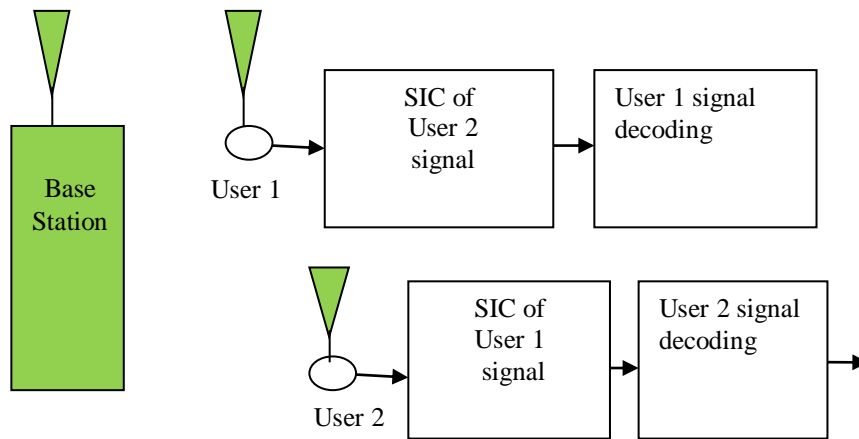 Base
Station
User 1
SIC of
User 2
signal
User 1 signal
decoding
User 2
SIC of
User 1
signal
User 2 signal
decoding